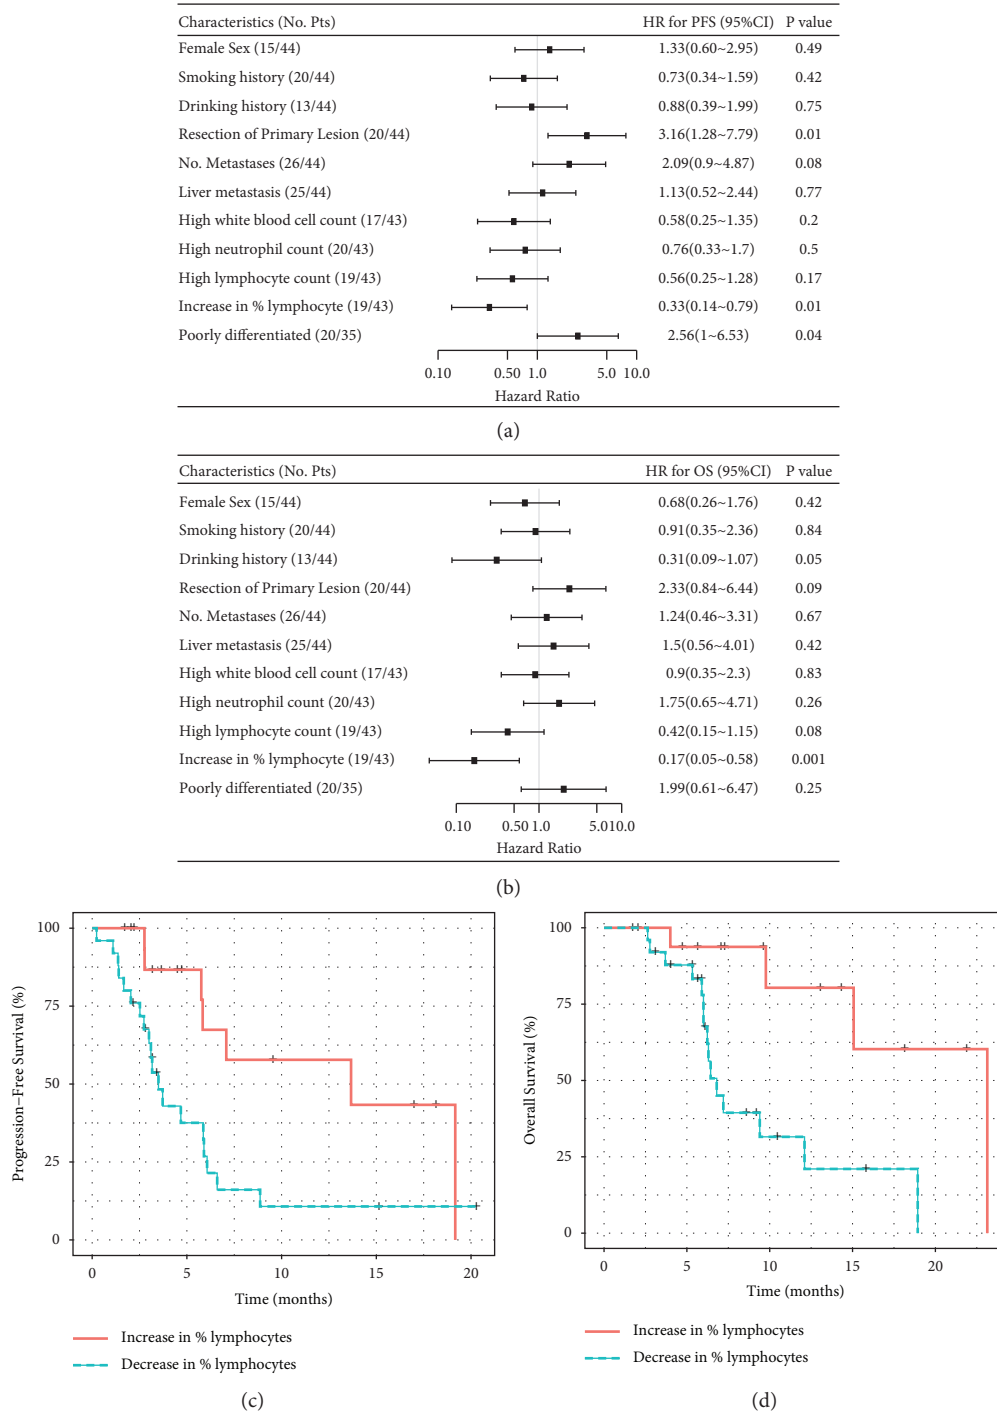 Characteristics (No. Pts) HR for PFS (95%CI) P value
Female Sex (15/44) 1.33(0.60~2.95) 0.49
Smoking history (20/44) 0.73(0.34~1.59) 0.42
Drinking history (13/44) 0.88(0.39~1.99) 0.75
Resection of Primary Lesion (20/44) 3.16(1.28~7.79) 0.01
No. Metastases (26/44) 2.09(0.9~4.87) 0.08
Liver metastasis (25/44) 1.13(0.52~2.44) 0.77
High white blood cell count (17/43) 0.58(0.25~1.35) 0.2
High neutrophil count (20/43) 0.76(0.33~1.7) 0.5
High lymphocyte count (19/43) 0.56(0.25~1.28) 0.17
Increase in % lymphocyte (19/43) 0.33(0.14~0.79) 0.01
Poorly differentiated (20/35) 2.56(1~6.53) 0.04
0.10 0.50 1.0 5.0 10.0
Hazard Ratio
(a)
Characteristics (No. Pts) HR for OS (95%CI) P value
Female Sex (15/44) 0.68(0.26~1.76) 0.42
Smoking history (20/44) 0.91(0.35~2.36) 0.84
Drinking history (13/44) 0.31(0.09~1.07) 0.05
Resection of Primary Lesion (20/44) 2.33(0.84~6.44) 0.09
No. Metastases (26/44) 1.24(0.46~3.31) 0.67
Liver metastasis (25/44) 1.5(0.56~4.01) 0.42
High white blood cell count (17/43) 0.9(0.35~2.3) 0.83
High neutrophil count (20/43) 1.75(0.65~4.71) 0.26
High lymphocyte count (19/43) 0.42(0.15~1.15) 0.08
Increase in % lymphocyte (19/43) 0.17(0.05~0.58) 0.001
Poorly differentiated (20/35) 1.99(0.61~6.47) 0.25
0.10 0.50 1.0 5.0 10.0
Hazard Ratio
(b)
Progression-Free Survival (%)
100
75
50
25
0
0 5 10 15 20
Time (months)
Increase in % lymphocytes
Decrease in % lymphocytes
(c)
Overall Survival (%)
100
75
50
25
0
0 5 10 15 20
Time (months)
Increase in % lymphocytes
Decrease in % lymphocytes
(d)